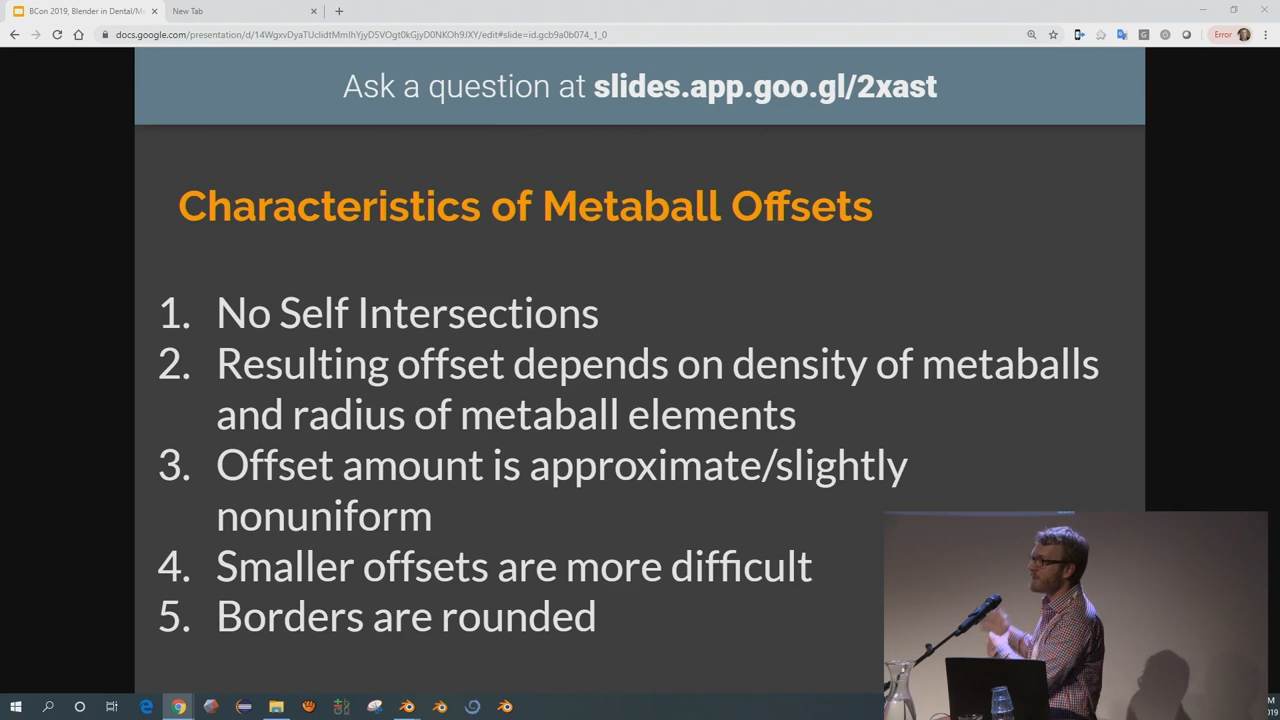 BCon 2019, Blender in Dental/Me
New Tab
docs.google.com/presentation/d/14WgxvDyaTUclidtMmIhYjyD5VOgt0kGjyD0NKOh9JXY/edit#slide=id.gcb9a0b074_1_0
Error
Ask a question at slides.app.goo.gl/2xast
Characteristics of Metaball Offsets
1. No Self Intersections
2. Resulting offset depends on density of metaballs
and radius of metaball elements
3. Offset amount is approximate/slightly
nonuniform
4. Smaller offsets are more difficult
5. Borders are rounded